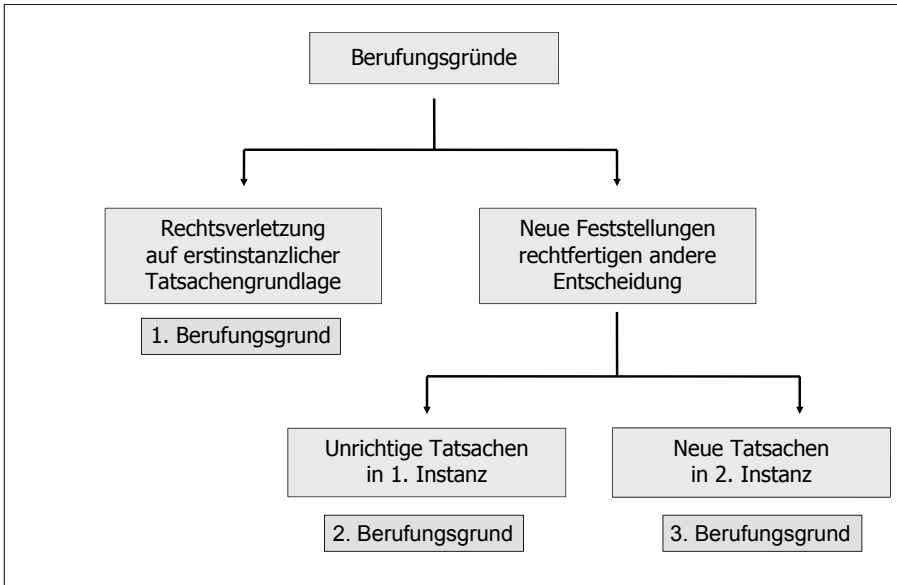 Berufungsgründe
Rechtsverletzung
auf erstinstanzlicher
Tatsachengrundlage
1. Berufungsgrund
Neue Feststellungen
rechtfertigen andere
Entscheidung
Unrichtige Tatsachen
in 1. Instanz
2. Berufungsgrund
Neue Tatsachen
in 2. Instanz
3. Berufungsgrund